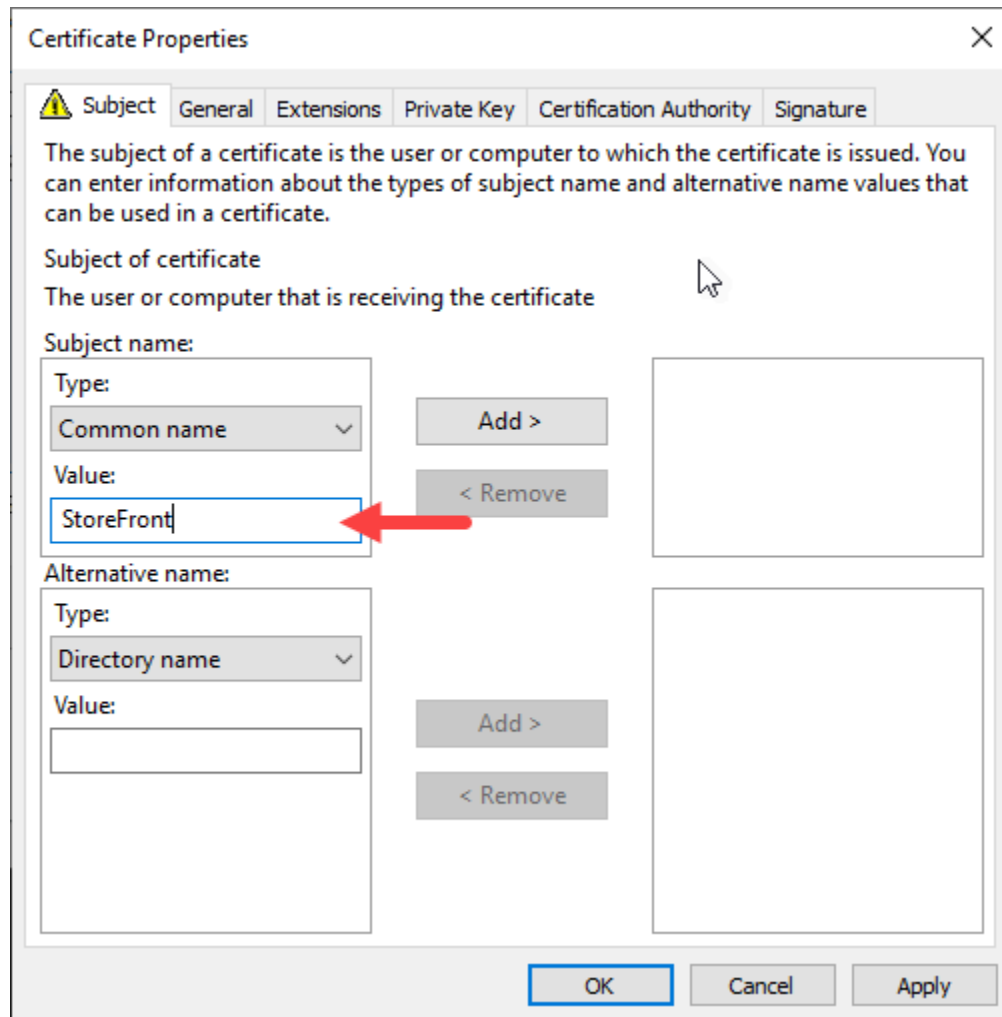 Certificate Properties
Subject General Extensions Private Key Certification Authority Signature
The subject of a certificate is the user or computer to which the certificate is issued. You
can enter information about the types of subject name and alternative name values that
can be used in a certificate.
Subject of certificate
The user or computer that is receiving the certificate
Subject name:
Type:
Common name
Add >
Value:
< Remove
StoreFront
Alternative name:
Type:
Directory name
Value:
Add >
< Remove
OK Cancel Apply